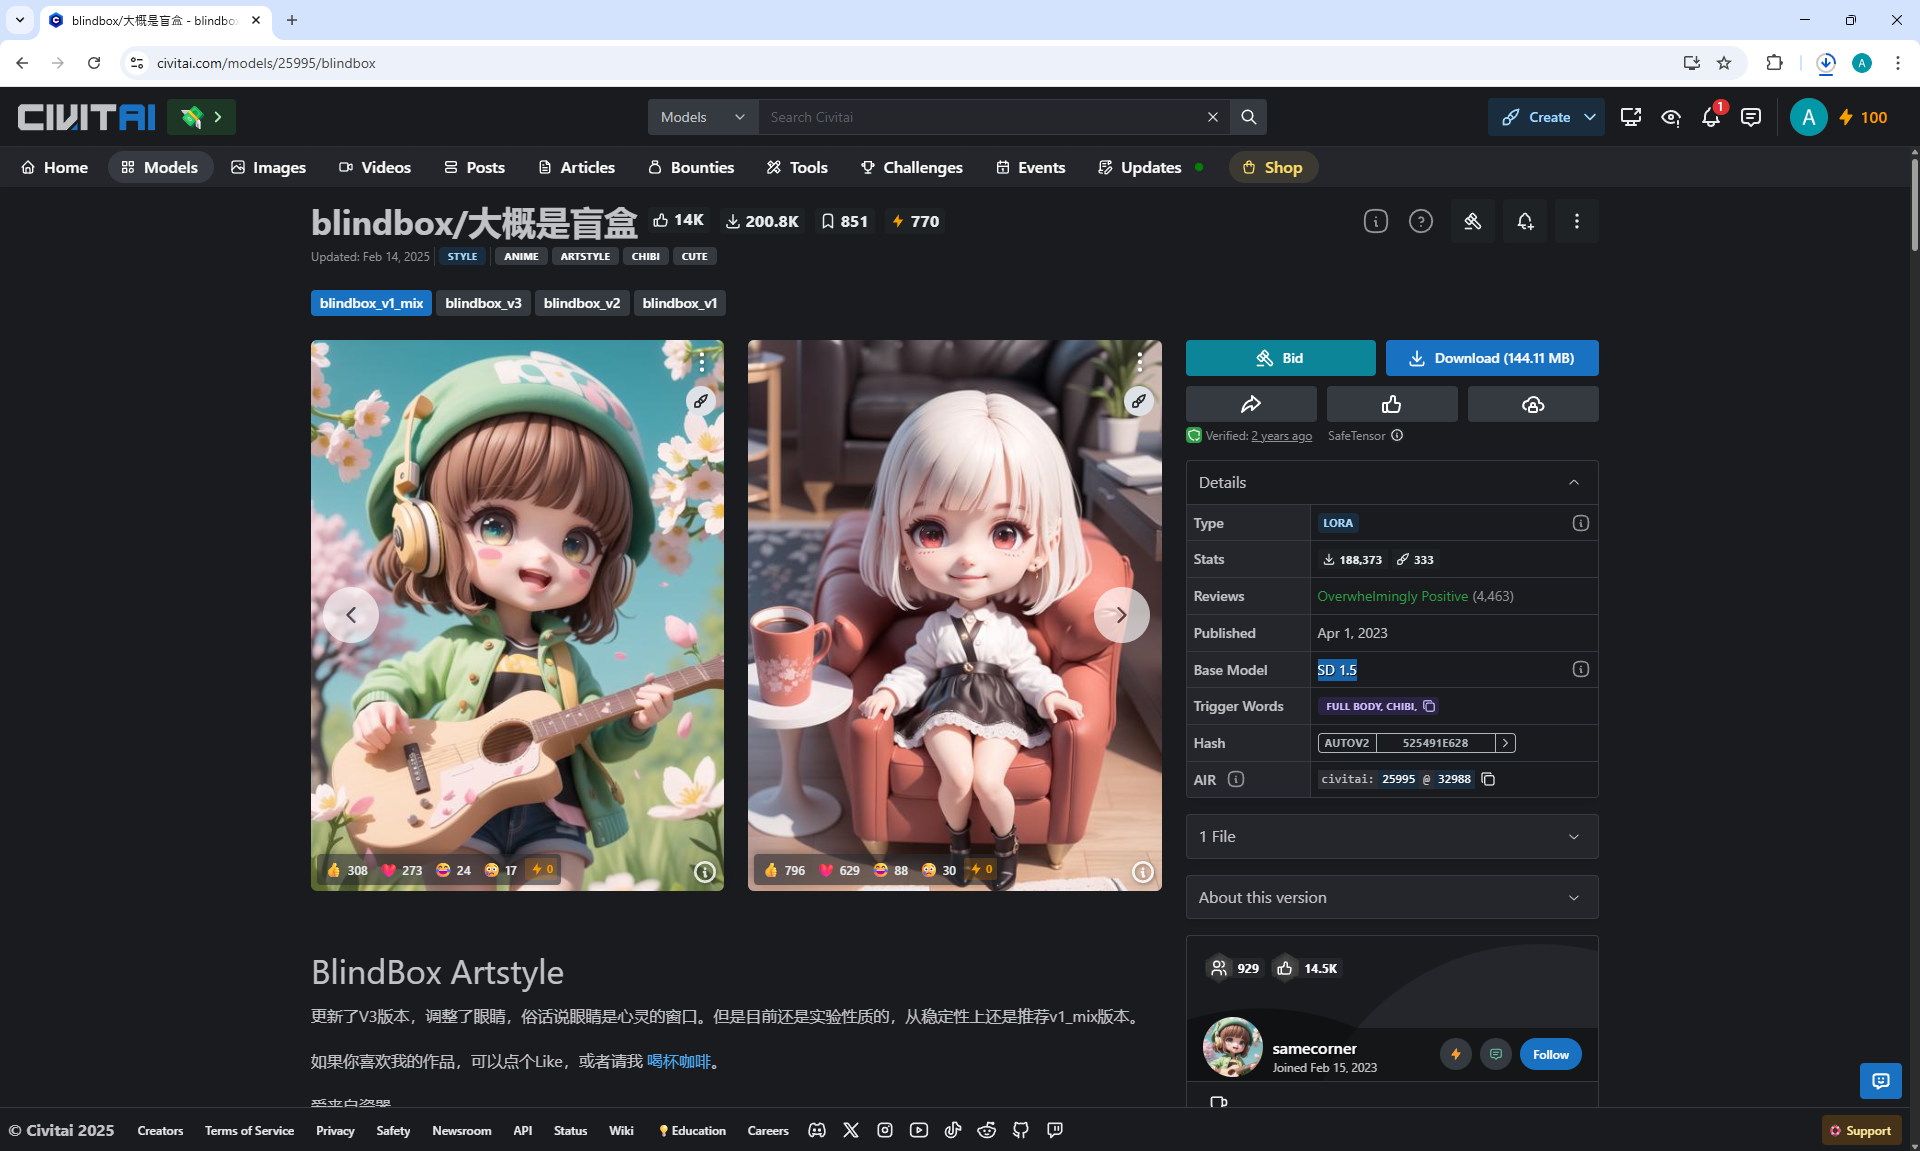 blindbox/大概是盲盒 - blindbo
civitai.com/models/25995/blindbox
A
CIVITAI
Models
Search Civitai
Create
1
A
100
Home
Models
Images
Videos
Posts
Articles
Bounties
Tools
Challenges
Events
Updates
Shop
blindbox/大概是盲盒
14K
200.8K
851
770
Updated: Feb 14, 2025
STYLE
ANIME
ARTSTYLE
CHIBI
CUTE
blindbox_v1_mix
blindbox_v3
blindbox_v2
blindbox_v1
308
273
24
17
0
796
629
88
30
0
Bid
Download (144.11 MB)
Verified: 2 years ago
SafeTensor
Details
Type
LORA
Stats
188,373
333
Reviews
Overwhelmingly Positive (4,463)
Published
Apr 1, 2023
Base Model
SD 1.5
Trigger Words
FULL BODY, CHIBI,
Hash
AUTOV2
525491E628
AIR
civitai: 25995 @ 32988
1 File
About this version
929
14.5K
samecorner
Joined Feb 15, 2023
Follow
BlindBox Artstyle
更新了V3版本，调整了眼睛，俗话说眼睛是心灵的窗口。但是目前还是实验性质的，从稳定性上还是推荐v1_mix版本。
如果你喜欢我的作品，可以点个Like，或者请我 喝杯咖啡。
© Civitai 2025
Creators
Terms of Service
Privacy
Safety
Newsroom
API
Status
Wiki
Education
Careers
Support